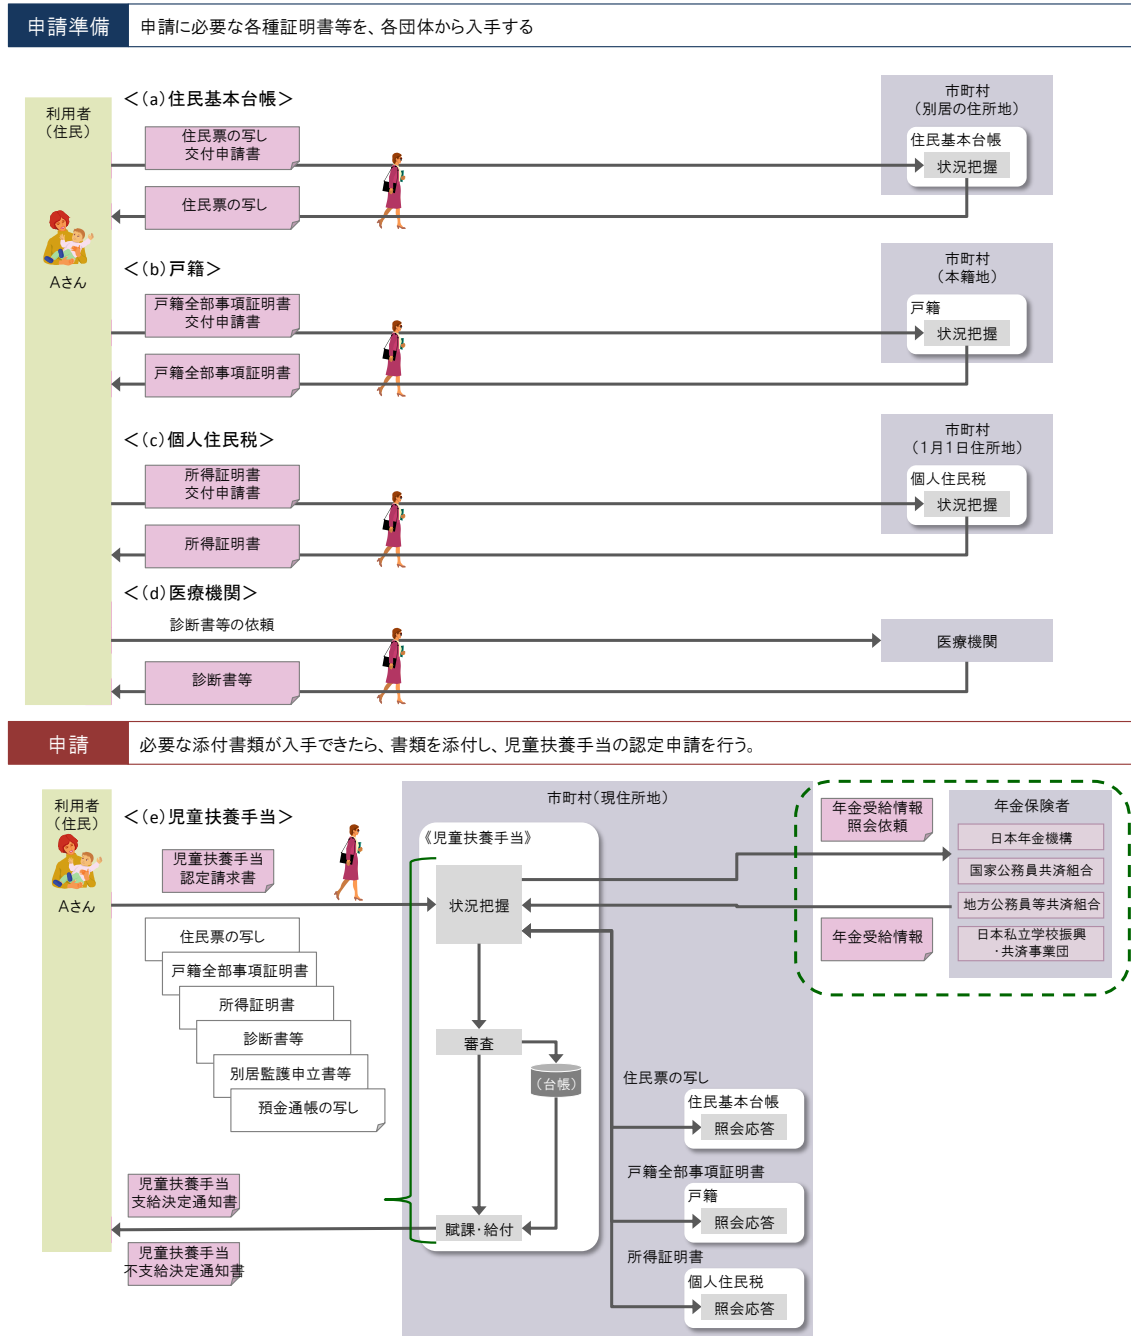 申請準備
申請に必要な各種証明書等を、各団体から入手する
利用者
（住民）
Aさん
＜（a）住民基本台帳＞
住民票の写し
交付申請書
住民票の写し
市町村
（別居の住所地）
住民基本台帳
状況把握
＜（b）戸籍＞
戸籍全部事項証明書
交付申請書
戸籍全部事項証明書
市町村
（本籍地）
戸籍
状況把握
＜（c）個人住民税＞
所得証明書
交付申請書
所得証明書
市町村
（1月1日住所地）
個人住民税
状況把握
＜（d）医療機関＞
診断書等の依頼
診断書等
医療機関
申請
必要な添付書類が入手できたら、書類を添付し、児童扶養手当の認定申請を行う。
利用者
（住民）
Aさん
＜（e）児童扶養手当＞
児童扶養手当
認定請求書
住民票の写し
戸籍全部事項証明書
所得証明書
診断書等
別居監護申立書等
預金通帳の写し
児童扶養手当
支給決定通知書
児童扶養手当
不支給決定通知書
市町村（現住所地）
《児童扶養手当》
状況把握
審査
（台帳）
賦課・給付
住民票の写し
住民基本台帳
照会応答
戸籍全部事項証明書
戸籍
照会応答
所得証明書
個人住民税
照会応答
年金受給情報
照会依頼
年金受給情報
年金保険者
日本年金機構
国家公務員共済組合
地方公務員等共済組合
日本私立学校振興
・共済事業団